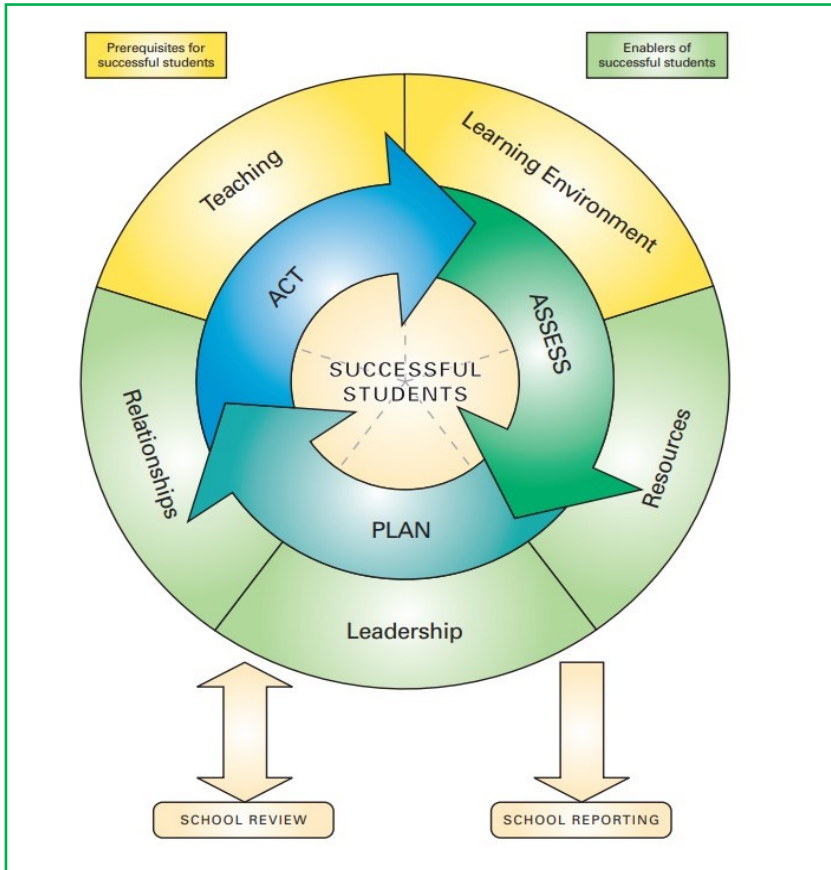 Prerequisites for
successful students
Enablers of
successful students
Teaching
Learning Environment
ACT
ASSESS
SUCCESSFUL
STUDENTS
Relationships
Resources
PLAN
Leadership
SCHOOL REVIEW
SCHOOL REPORTING